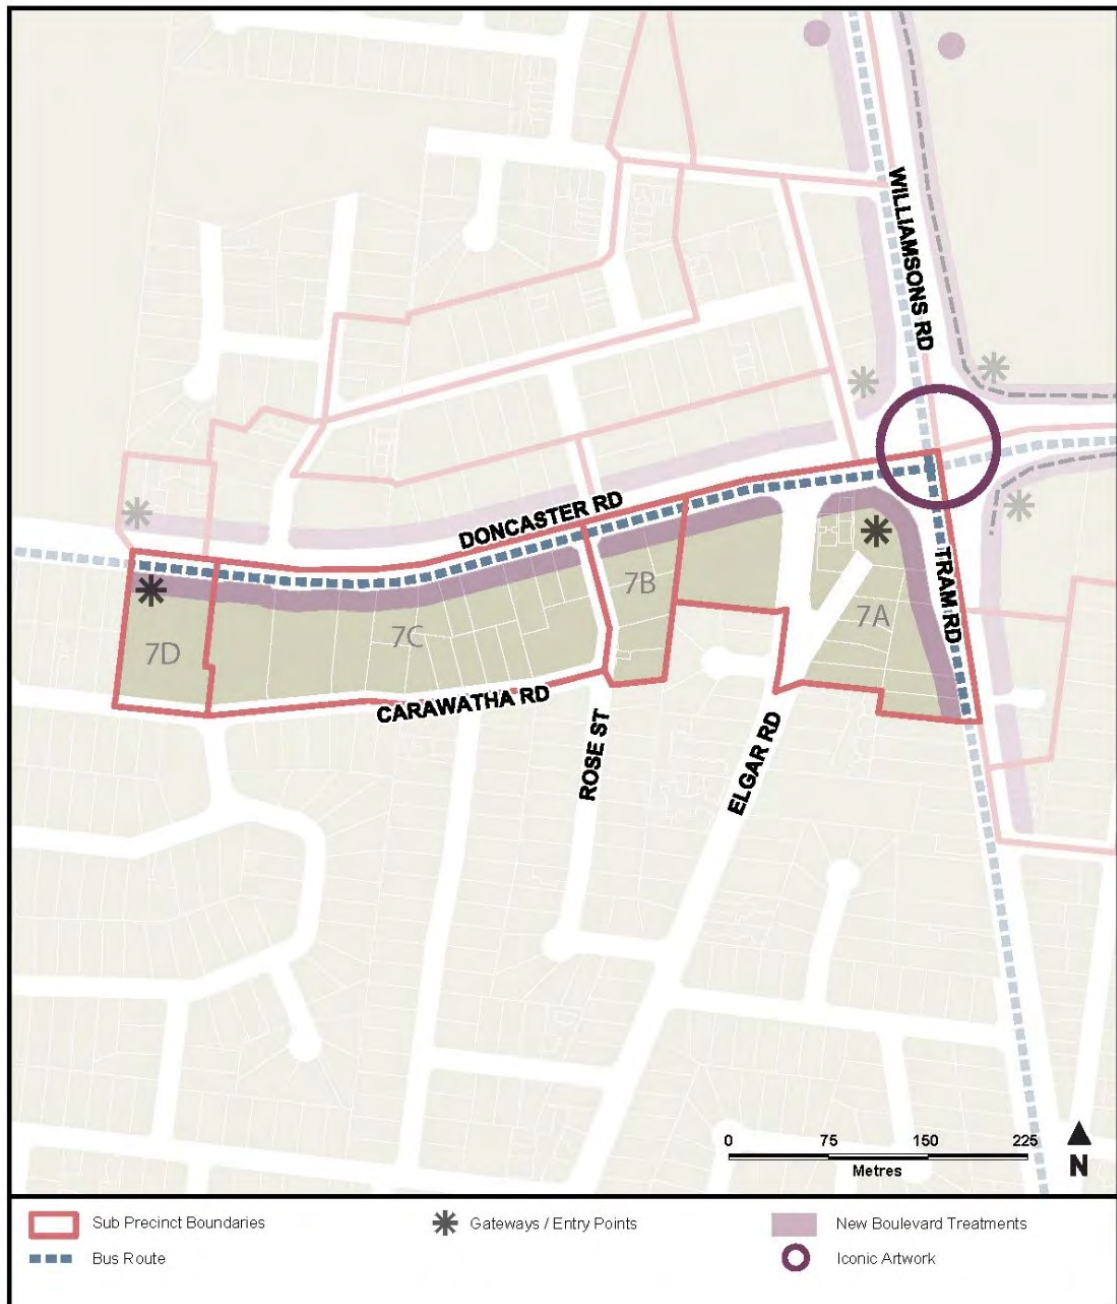 WILLIAMSONS RD
DONCASTER RD
TRAM RD
7B
7A
7C
7D
CARAWATHA RD
ROSE ST
ELGAR RD
0 75 150 225
Metres
N
Sub Precinct Boundaries
Gateways / Entry Points
New Boulevard Treatments
Bus Route
Iconic Artwork